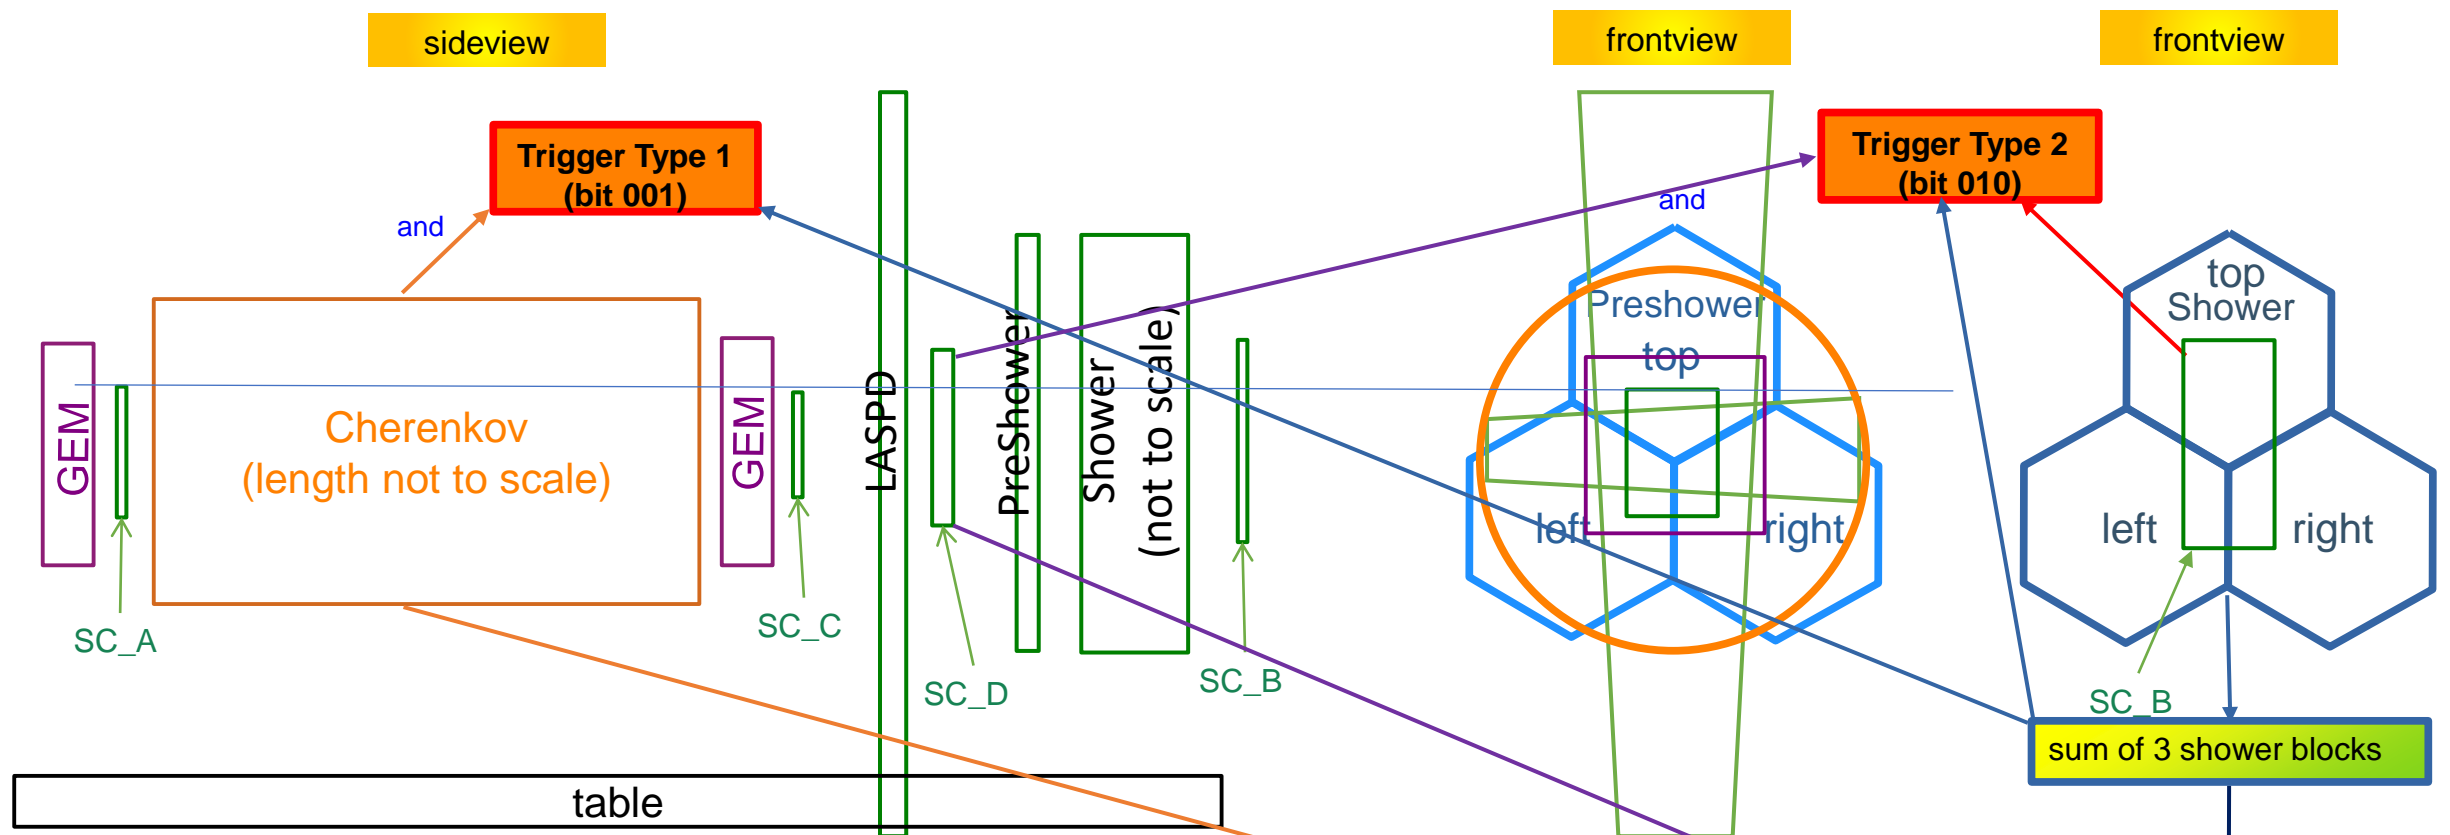 sideview
frontview
frontview
Trigger Type 1
(bit 001)
Trigger Type 2
(bit 010)
and
and
GEM
Cherenkov
(length not to scale)
GEM
LASPD
PreShower
Shower
(not to scale)
Preshower
top
left
right
top
Shower
left
right
SC_A
SC_C
SC_D
SC_B
SC_B
sum of 3 shower blocks
table